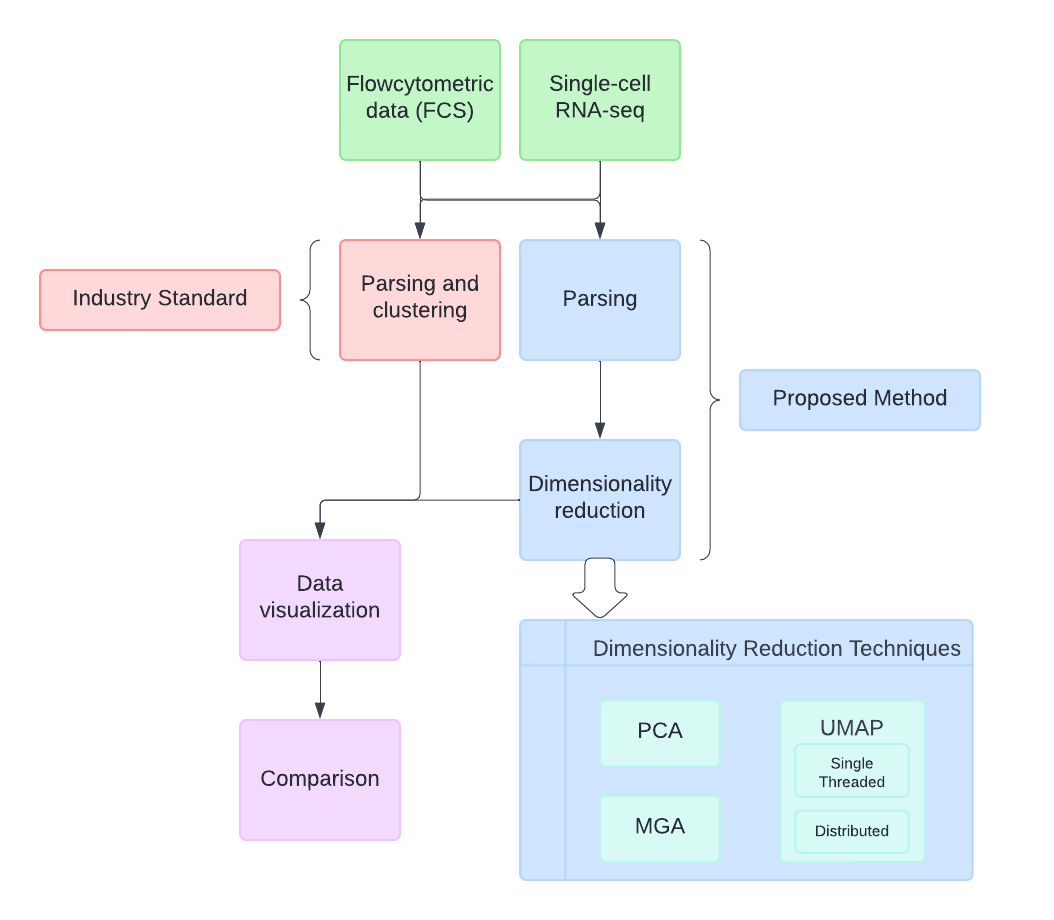 Flowcytometric
data (FCS)
Single-cell
RNA-seq
Industry Standard
Parsing and
clustering
Parsing
Proposed Method
Dimensionality
reduction
Data
visualization
Comparison
Dimensionality Reduction Techniques
PCA
MGA
UMAP
Single
Threaded
Distributed